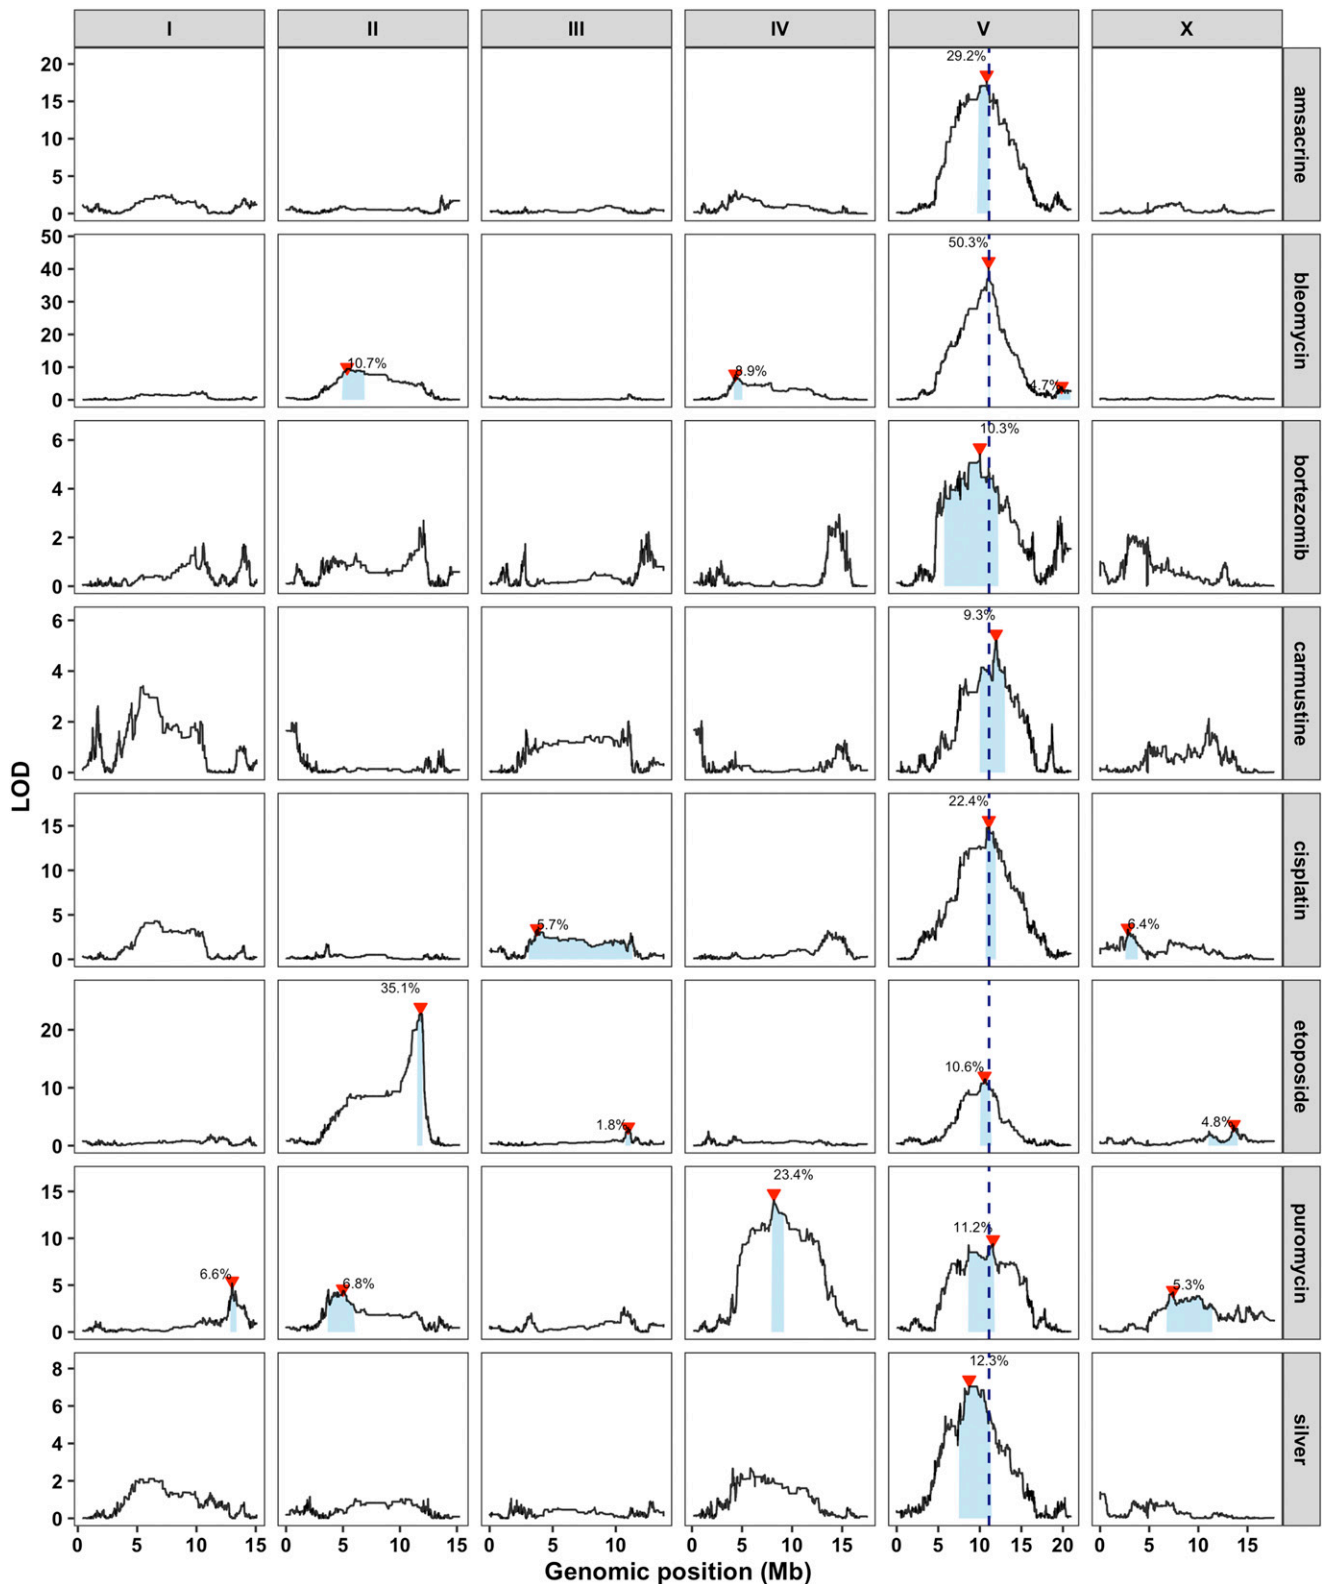 I II III IV V X
20 15 10 5 0 29.2% amsacrine
50 40 30 20 10 0 10.7% 8.9% 50.3% 4.7% bleomycin
6 4 2 0 10.3% bortezomib
6 4 2 0 9.3% carmustine
15 10 5 0 5.7% 22.4% 6.4% cisplatin
20 10 0 35.1% 1.8% 10.6% 4.8% etoposide
15 10 5 0 6.6% 6.8% 23.4% 11.2% 5.3% puromycin
8 6 4 2 0 12.3% silver
LOD
0 5 10 15 0 5 10 15 0 5 10 0 5 10 15 0 5 10 15 20 0 5 10 15
Genomic position (Mb)